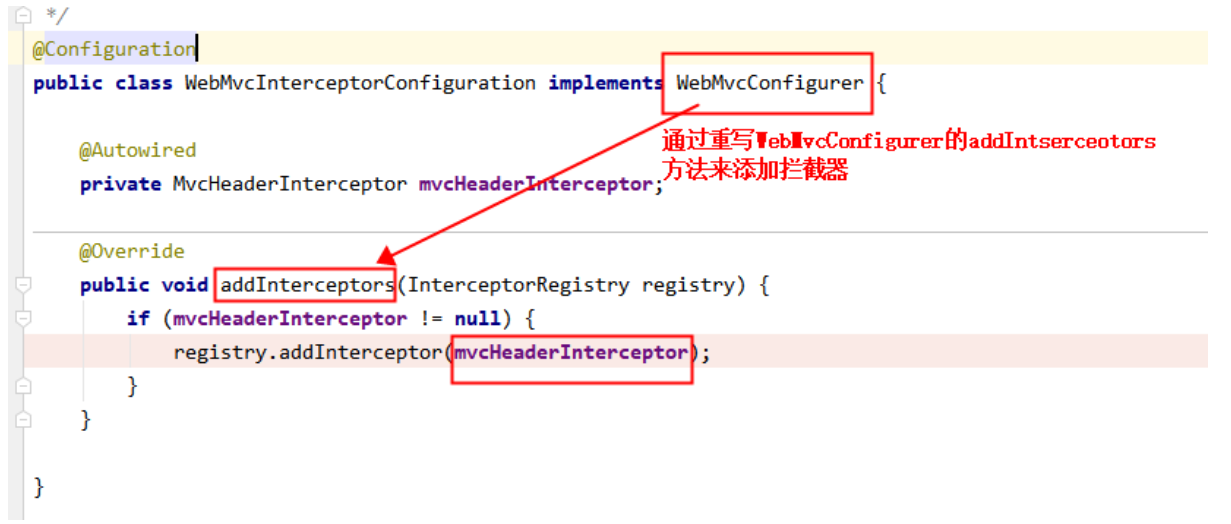 */
@Configuration
public class WebMvcInterceptorConfiguration implements WebMvcConfigurer {
@Autowired
private MvcHeaderInterceptor mvcHeaderInterceptor;
通过重写WebMvcConfigurer的addIntserceotors
方法来添加拦截器
@Override
public void addInterceptors(InterceptorRegistry registry) {
if (mvcHeaderInterceptor != null) {
registry.addInterceptor(mvcHeaderInterceptor);
}
}
}